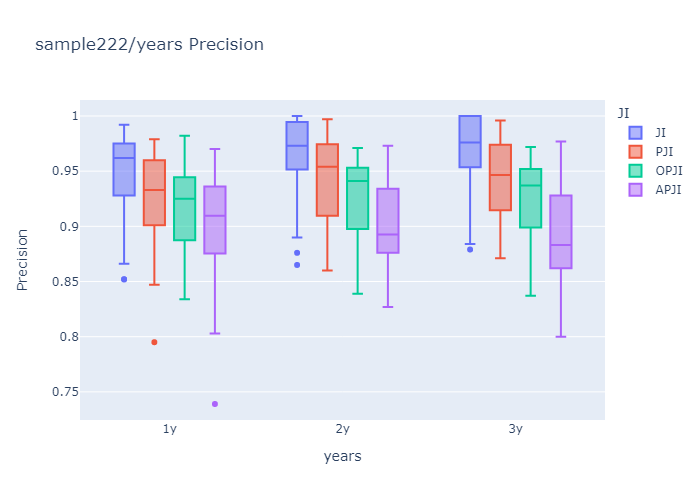 sample222/years Precision
JI
JI
PJI
OPJI
APJI
1
0.95
0.9
0.85
0.8
0.75
Precision
1y
2y
3y
years